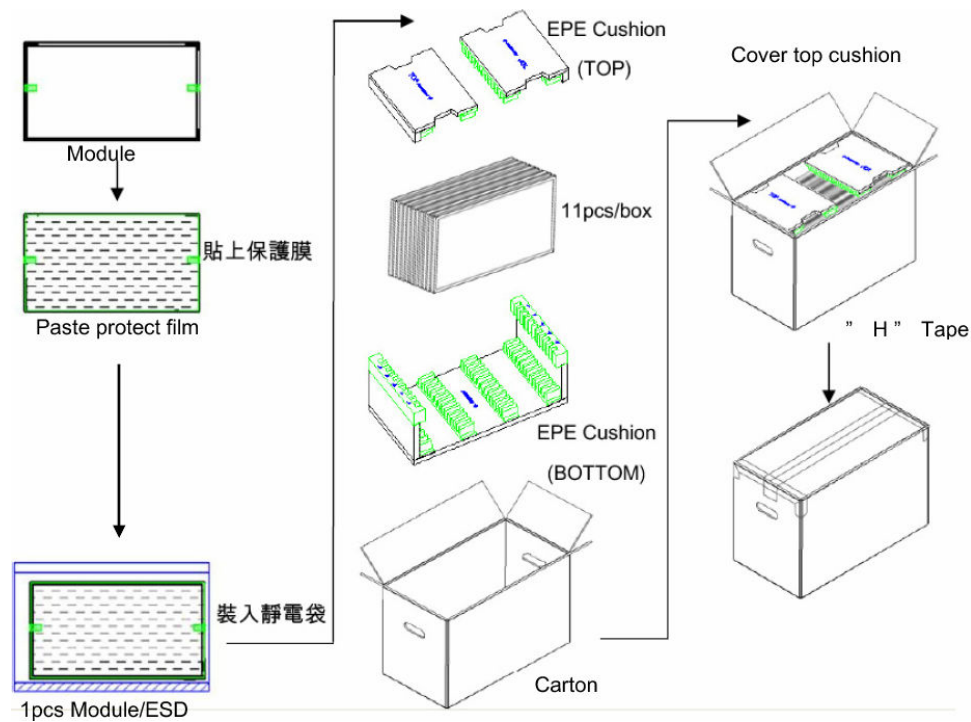 Module
貼上保護膜
Paste protect film
裝入靜電袋
1pcs Module/ESD
EPE Cushion
(TOP)
11pcs/box
EPE Cushion
(BOTTOM)
Carton
Cover top cushion
” H ” Tape